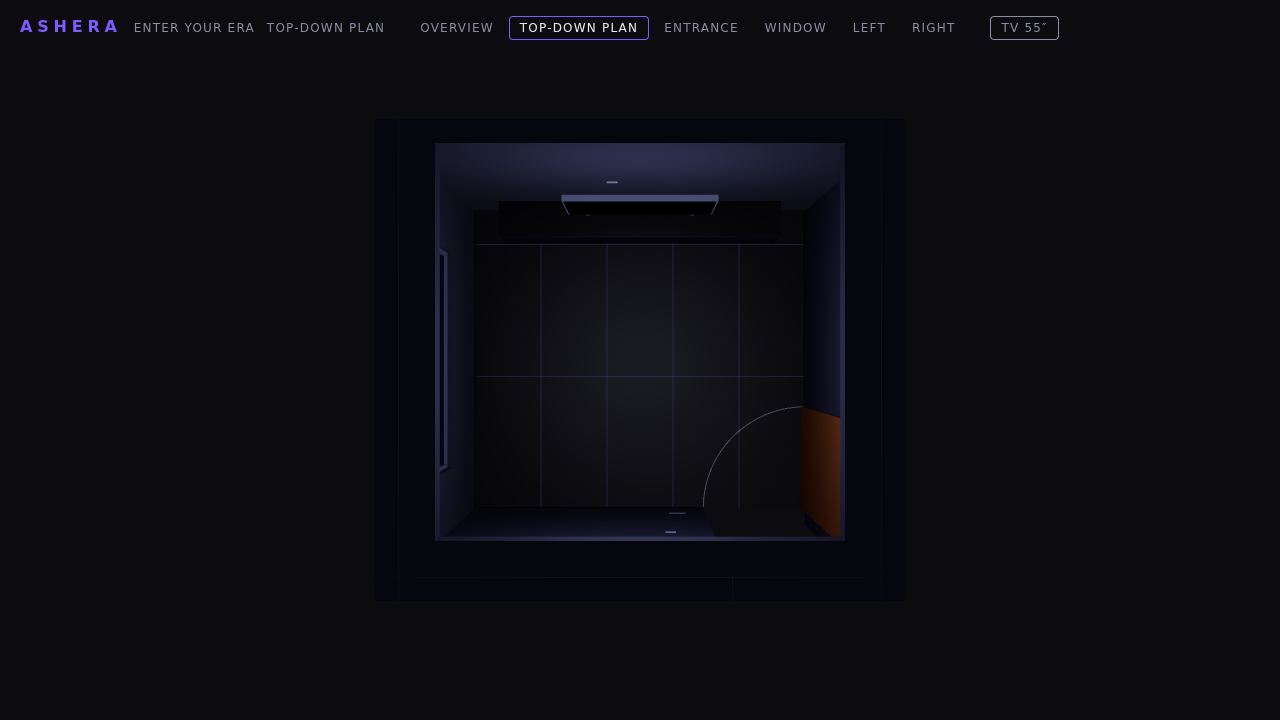 ASHERA ENTER YOUR ERA TOP-DOWN PLAN OVERVIEW TOP-DOWN PLAN ENTRANCE WINDOW LEFT RIGHT TV 55″